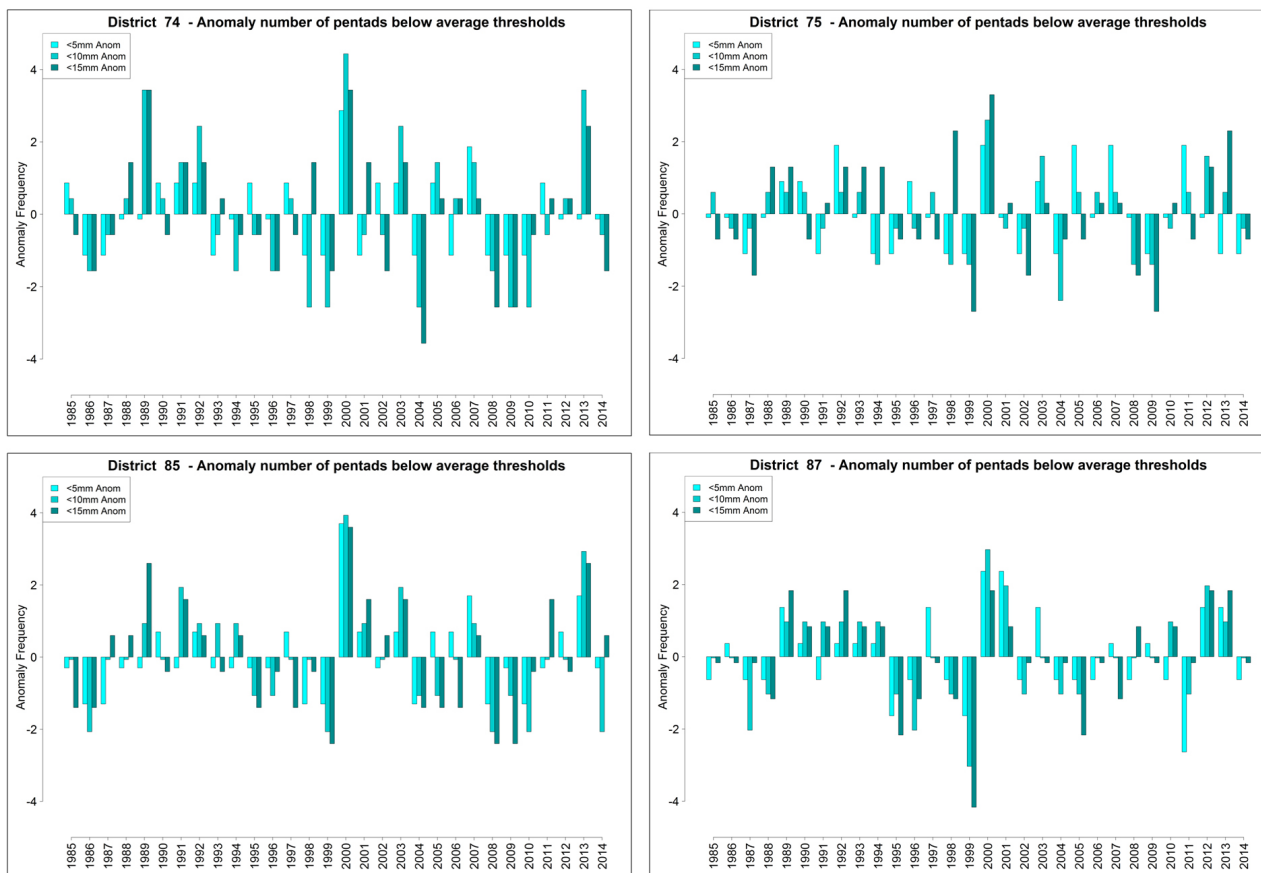 District 74 - Anomaly number of pentads below average thresholds
<5mm Anom
<10mm Anom
<15mm Anom
Anomaly Frequency
4
2
0
-2
-4
1985 1986 1987 1988 1989 1990 1991 1992 1993 1994 1995 1996 1997 1998 1999 2000 2001 2002 2003 2004 2005 2006 2007 2008 2009 2010 2011 2012 2013 2014
District 75 - Anomaly number of pentads below average thresholds
<5mm Anom
<10mm Anom
<15mm Anom
Anomaly Frequency
4
2
0
-2
-4
1985 1986 1987 1988 1989 1990 1991 1992 1993 1994 1995 1996 1997 1998 1999 2000 2001 2002 2003 2004 2005 2006 2007 2008 2009 2010 2011 2012 2013 2014
District 85 - Anomaly number of pentads below average thresholds
<5mm Anom
<10mm Anom
<15mm Anom
Anomaly Frequency
4
2
0
-2
-4
1985 1986 1987 1988 1989 1990 1991 1992 1993 1994 1995 1996 1997 1998 1999 2000 2001 2002 2003 2004 2005 2006 2007 2008 2009 2010 2011 2012 2013 2014
District 87 - Anomaly number of pentads below average thresholds
<5mm Anom
<10mm Anom
<15mm Anom
Anomaly Frequency
4
2
0
-2
-4
1985 1986 1987 1988 1989 1990 1991 1992 1993 1994 1995 1996 1997 1998 1999 2000 2001 2002 2003 2004 2005 2006 2007 2008 2009 2010 2011 2012 2013 2014